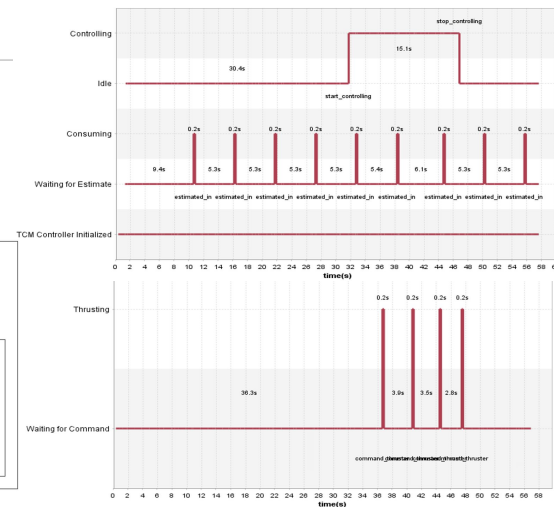 stop_controlling
Controlling
15.1s
30.4s
Idle
start_controlling
0.2s 0.2s 0.2s 0.2s 0.2s 0.2s 0.2s 0.2s 0.2s
Consuming
9.4s 5.3s 5.3s 5.3s 5.3s 5.4s 6.1s 5.3s 5.3s
Waiting for Estimate
estimated_in estimated_in estimated_in estimated_in estimated_in estimated_in estimated_in estimated_in estimated_in
TCM Controller Initialized
0 2 4 6 8 10 12 14 16 18 20 22 24 26 28 30 32 34 36 38 40 42 44 46 48 50 52 54 56 58 6
time(s)
0.2s 0.2s 0.2s 0.2s
Thrusting
36.3s 3.9s 3.5s 2.8s
Waiting for Command
0 2 4 6 8 10 12 14 16 18 20 22 24 26 28 30 32 34 36 38 40 42 44 46 48 50 52 54 56 58
time(s)